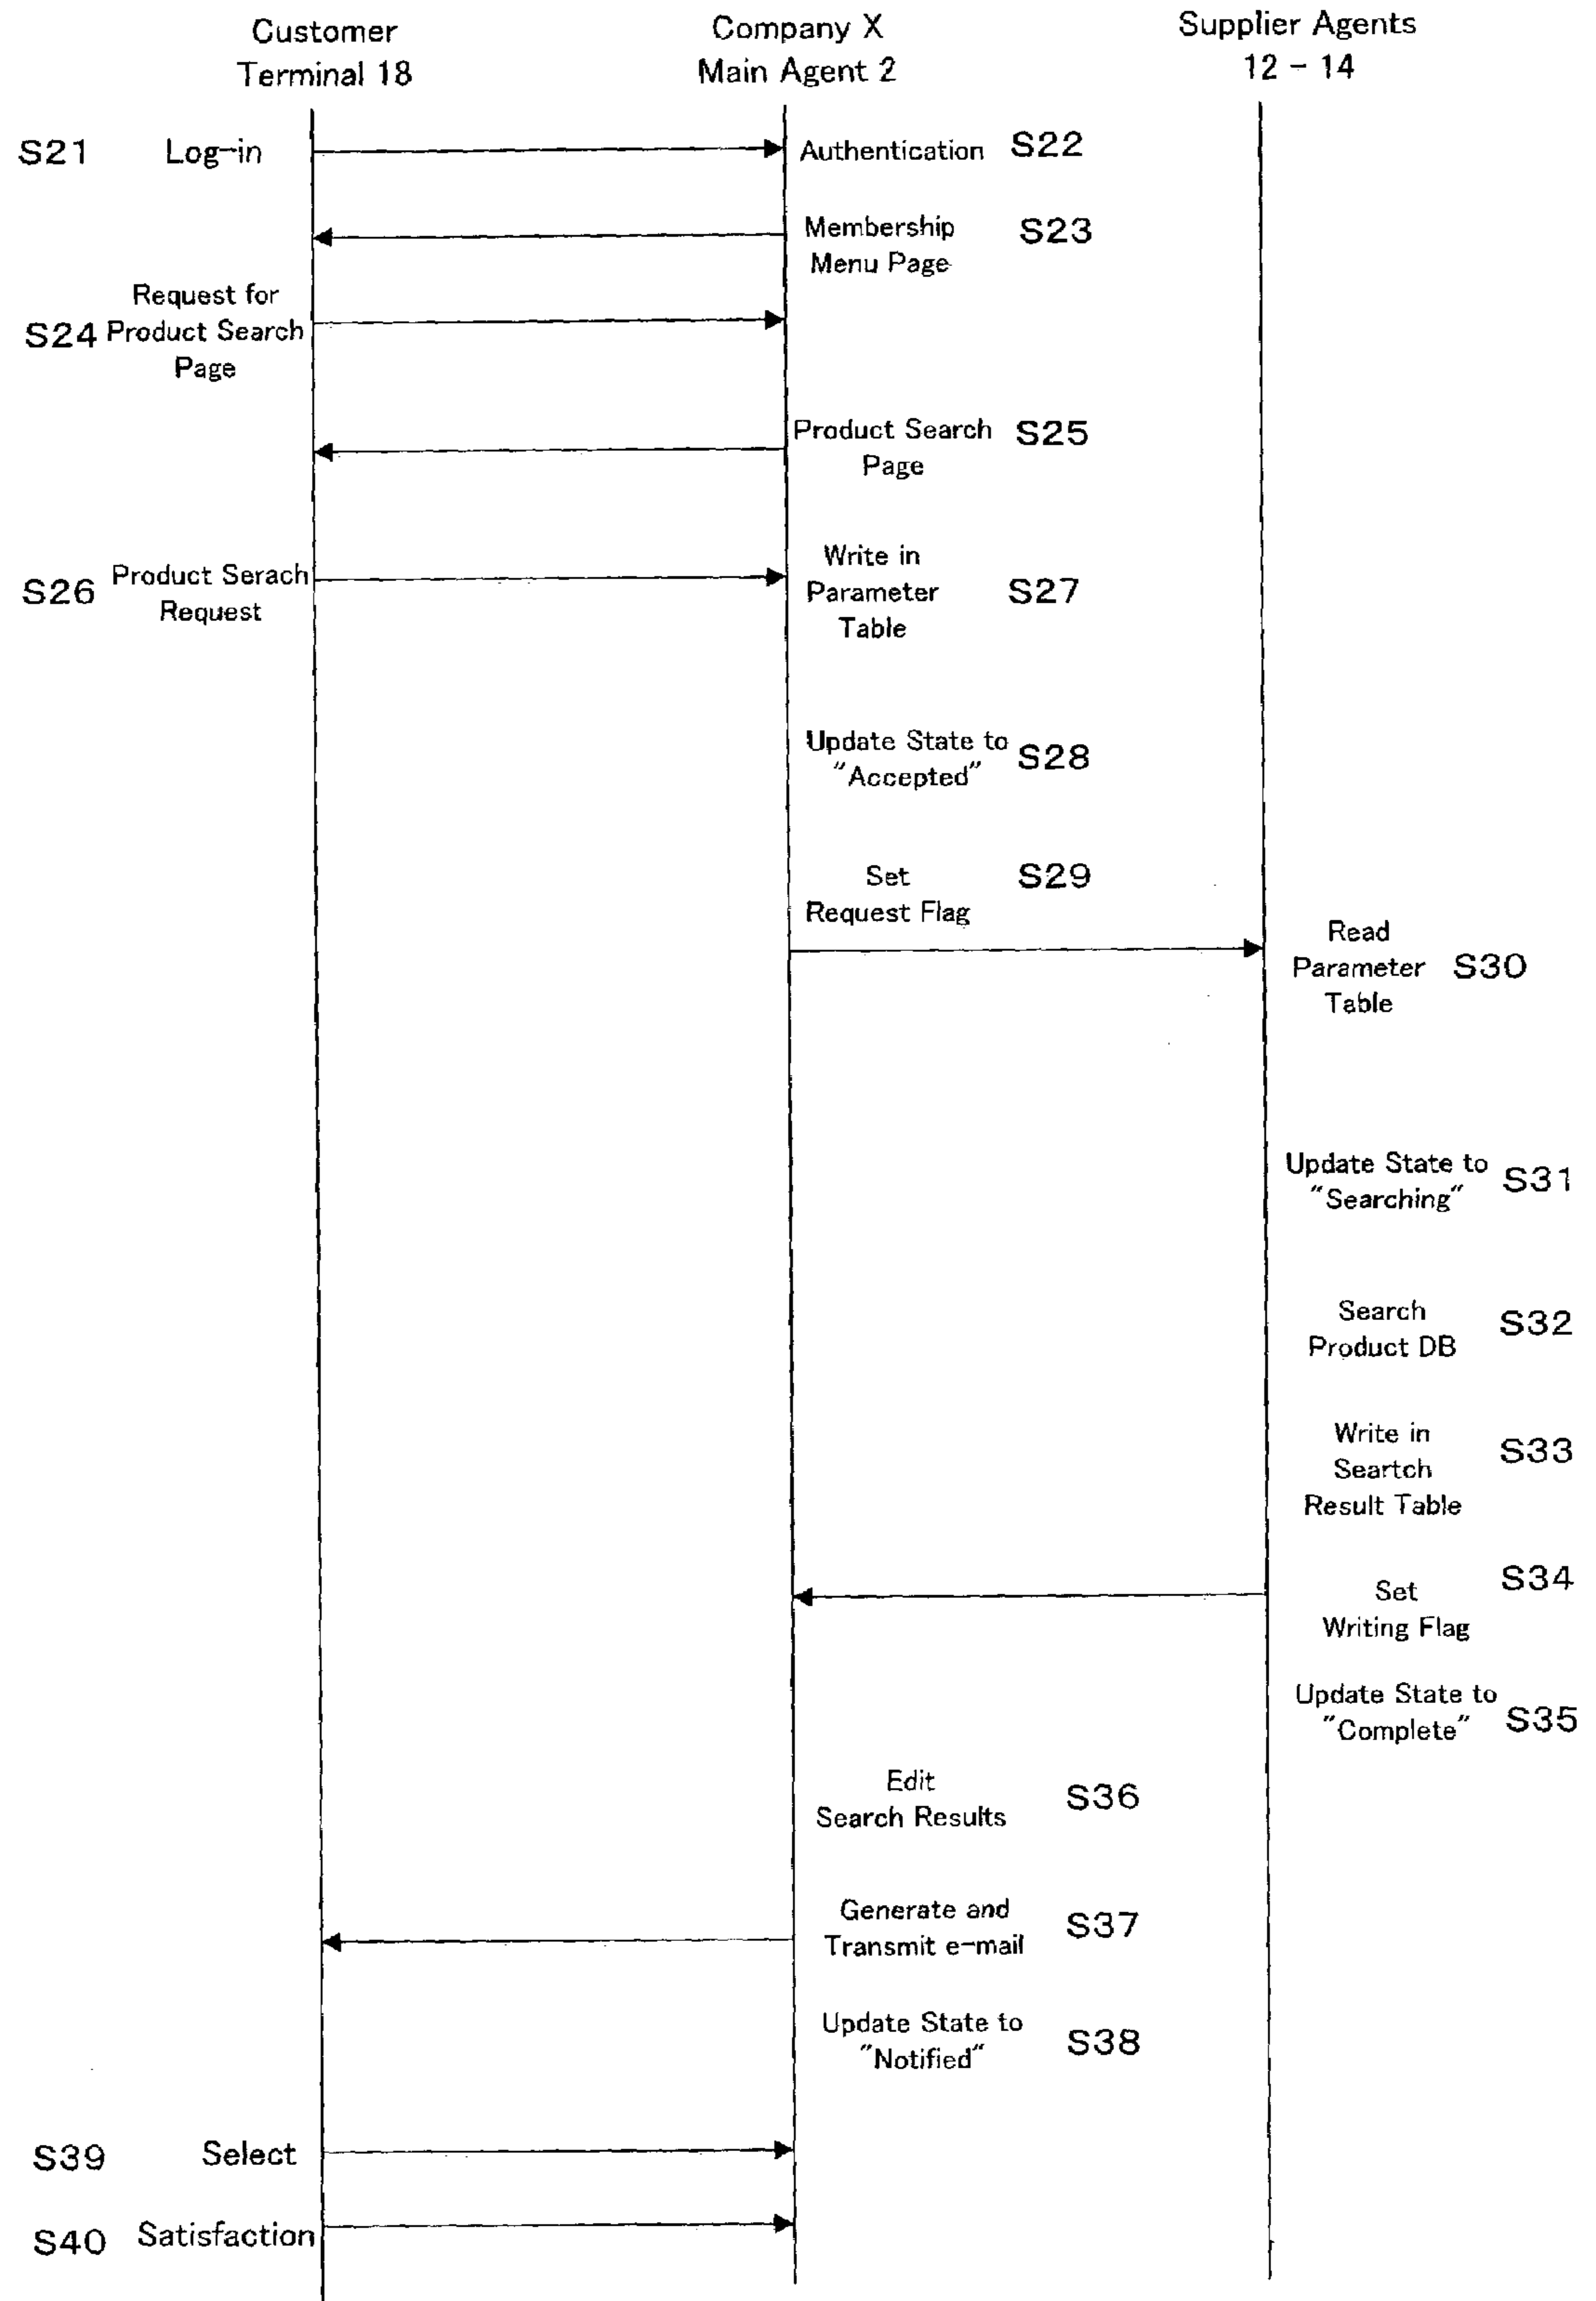 Customer
Terminal 18
Company X
Main Agent 2
Supplier Agents
12 - 14
S21
Log-in
Authentication
S22
Membership
Menu Page
S23
Request for
Product Search
Page
S24
Product Search
Page
S25
S26
Product Serach
Request
Write in
Parameter
Table
S27
Update State to
"Accepted"
S28
Set
Request Flag
S29
Read
Parameter
Table
S30
Update State to
"Searching"
S31
Search
Product DB
S32
Write in
Seartch
Result Table
S33
Set
Writing Flag
S34
Update State to
"Complete"
S35
Edit
Search Results
S36
Generate and
Transmit e-mail
S37
Update State to
"Notified"
S38
S39
Select
S40
Satisfaction